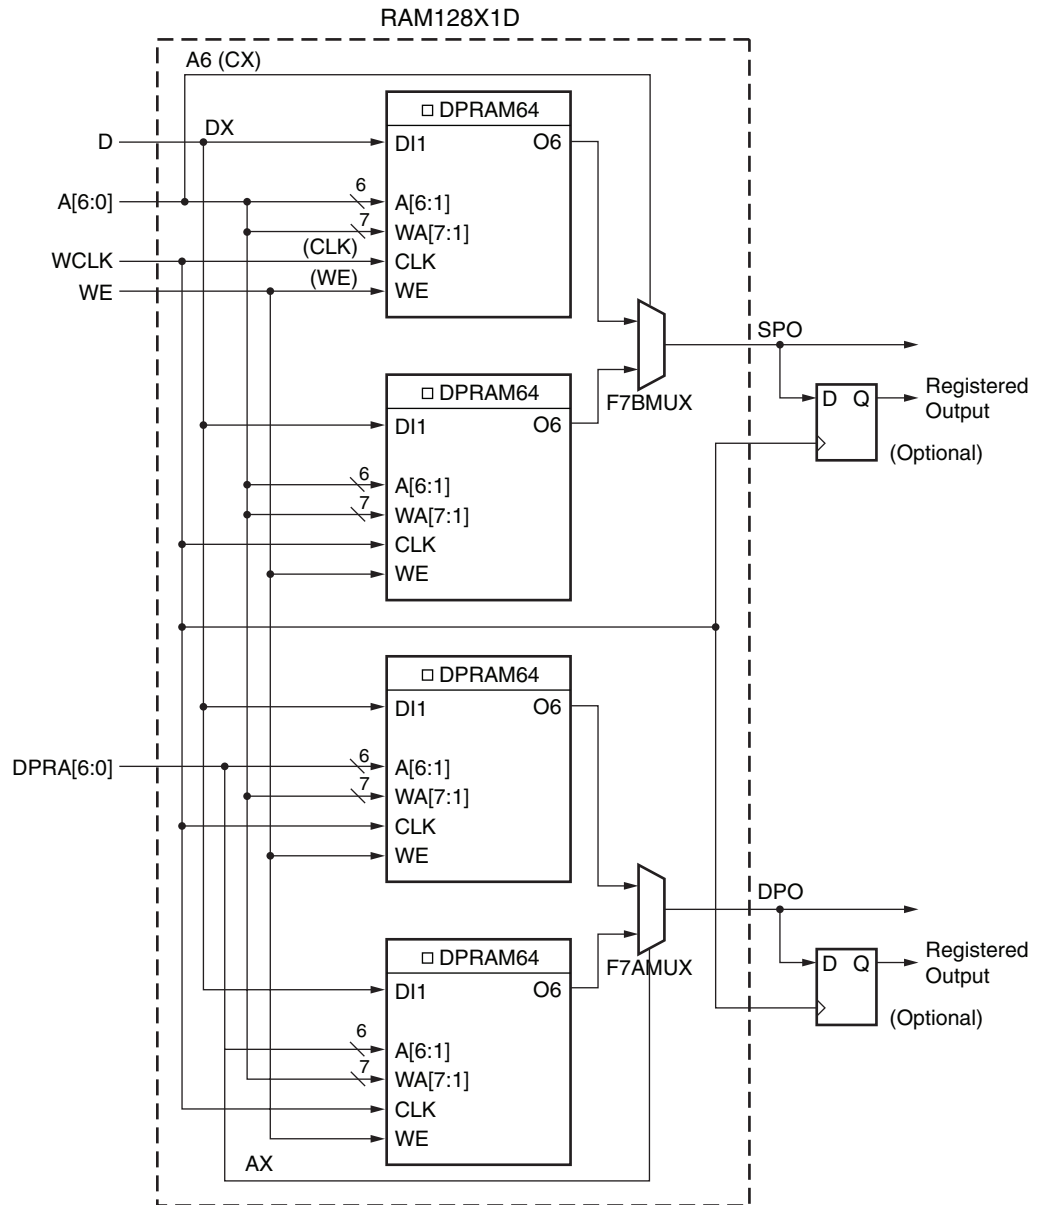 RAM128X1D
A6 (CX)
DPRAM64
D
DX
DI1
O6
A[6:0]
6
A[6:1]
7
WA[7:1]
WCLK
(CLK)
CLK
WE
(WE)
WE
SPO
F7BMUX
D Q
Registered
Output
(Optional)
DPRAM64
DI1
O6
6
A[6:1]
7
WA[7:1]
CLK
WE
DPRAM64
DI1
O6
DPRA[6:0]
6
A[6:1]
7
WA[7:1]
CLK
WE
DPO
F7AMUX
D Q
Registered
Output
(Optional)
DPRAM64
DI1
O6
6
A[6:1]
7
WA[7:1]
CLK
WE
AX